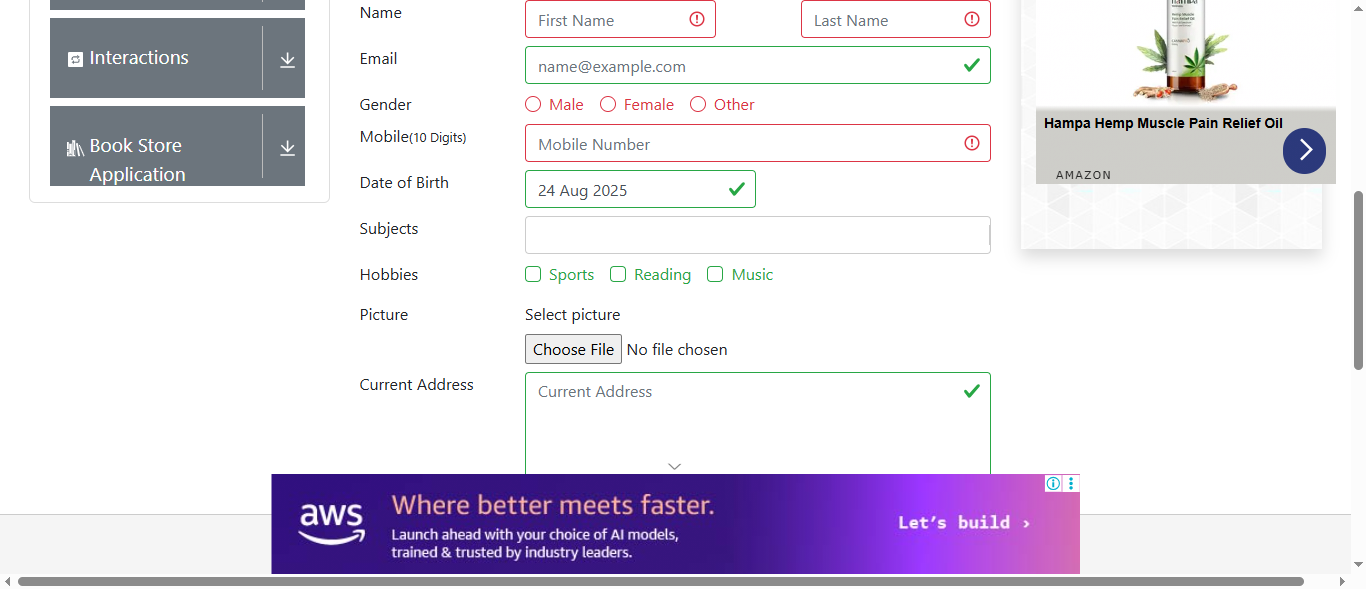 Interactions
Book Store
Application
Name
First Name
Last Name
Email
name@example.com
Gender
Male
Female
Other
Mobile(10 Digits)
Mobile Number
Date of Birth
24 Aug 2025
Subjects
Hobbies
Sports
Reading
Music
Picture
Select picture
Choose File No file chosen
Current Address
Current Address
Hampa Hemp Muscle Pain Relief Oil
AMAZON
aws
Where better meets faster.
Launch ahead with your choice of AI models,
trained & trusted by industry leaders.
Let's build ›